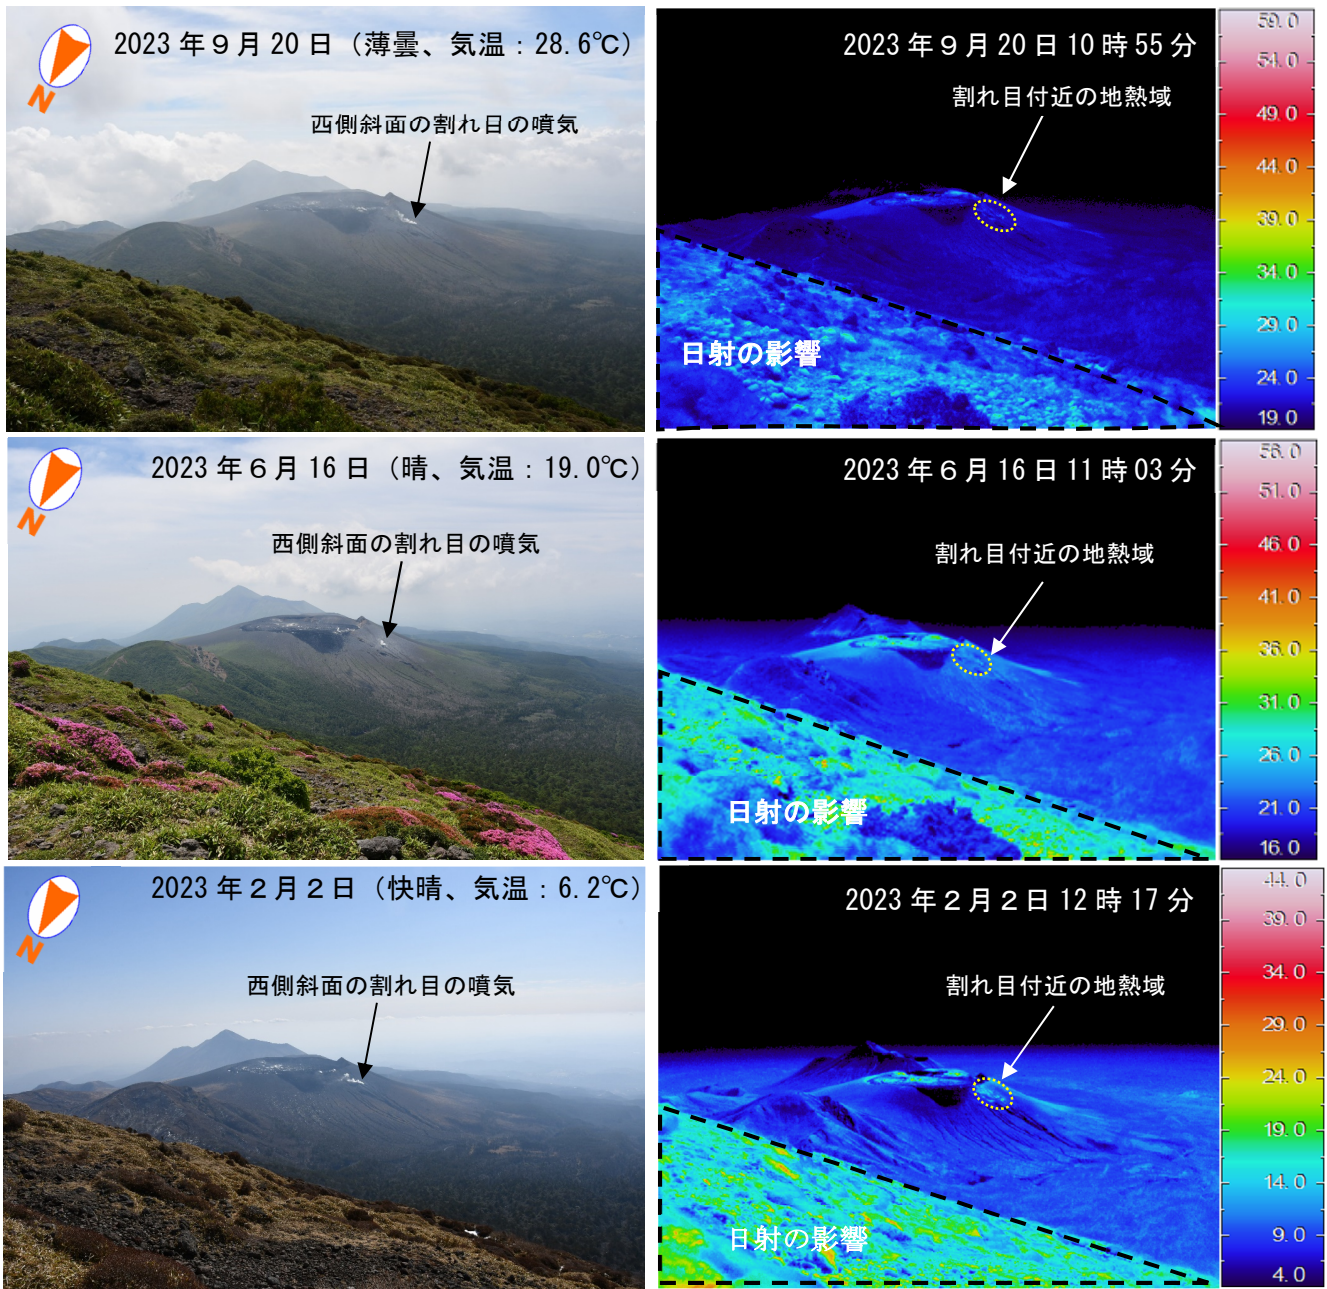 2023年９月20日（薄曇、気温：28.6℃）
N
西側斜面の割れ目の噴気
2023年９月20日10時55分
割れ目付近の地熱域
日射の影響
59.0
54.0
49.0
44.0
39.0
34.0
29.0
24.0
19.0
2023年６月16日（晴、気温：19.0℃）
N
西側斜面の割れ目の噴気
2023年６月16日11時03分
割れ目付近の地熱域
日射の影響
56.0
51.0
46.0
41.0
36.0
31.0
26.0
21.0
16.0
2023年２月２日（快晴、気温：6.2℃）
N
西側斜面の割れ目の噴気
2023年２月２日12時17分
割れ目付近の地熱域
日射の影響
44.0
39.0
34.0
29.0
24.0
19.0
14.0
9.0
4.0